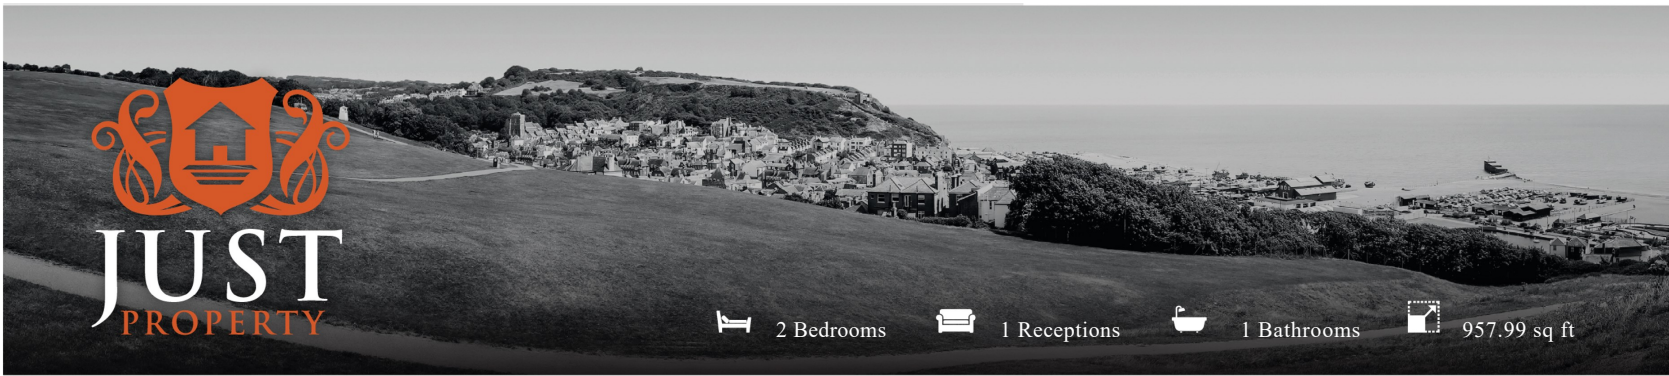 JUST
PROPERTY
2 Bedrooms
1 Receptions
1 Bathrooms
957.99 sq ft